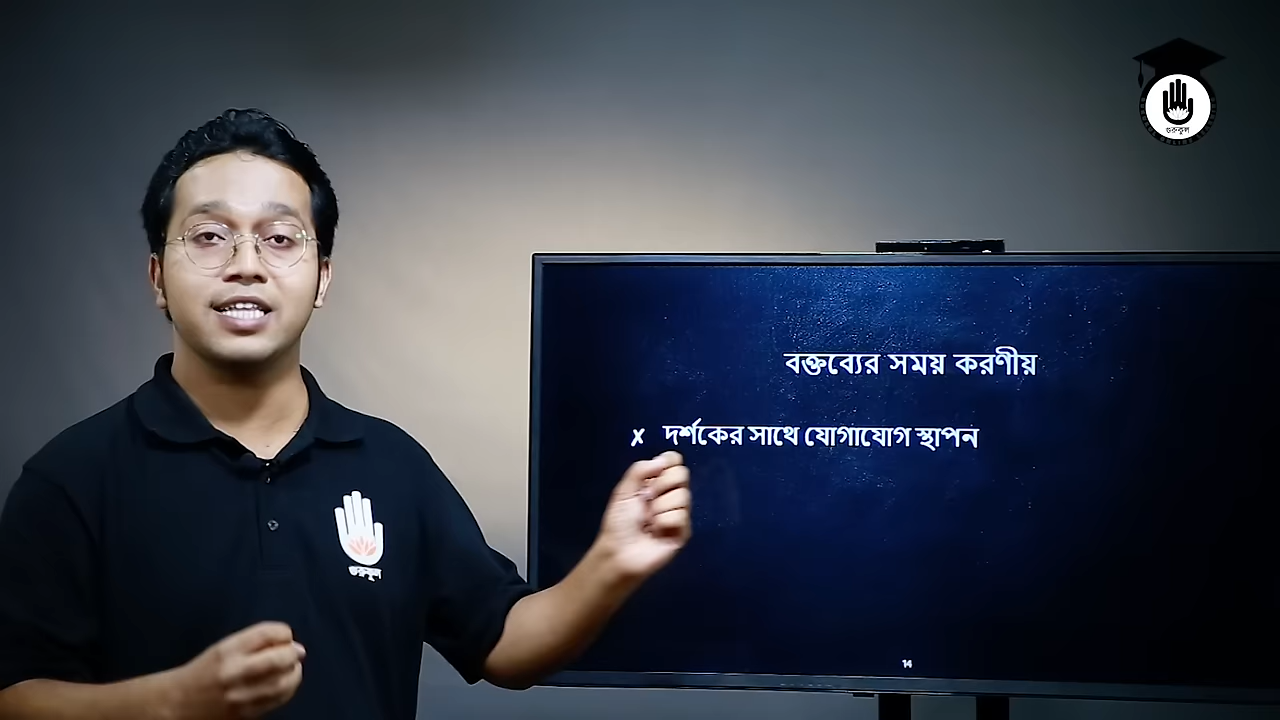 গুরুকুল
বক্তব্যের সময় করণীয়
x দর্শকের সাথে যোগাযোগ স্থাপন
গুরুকুল
14